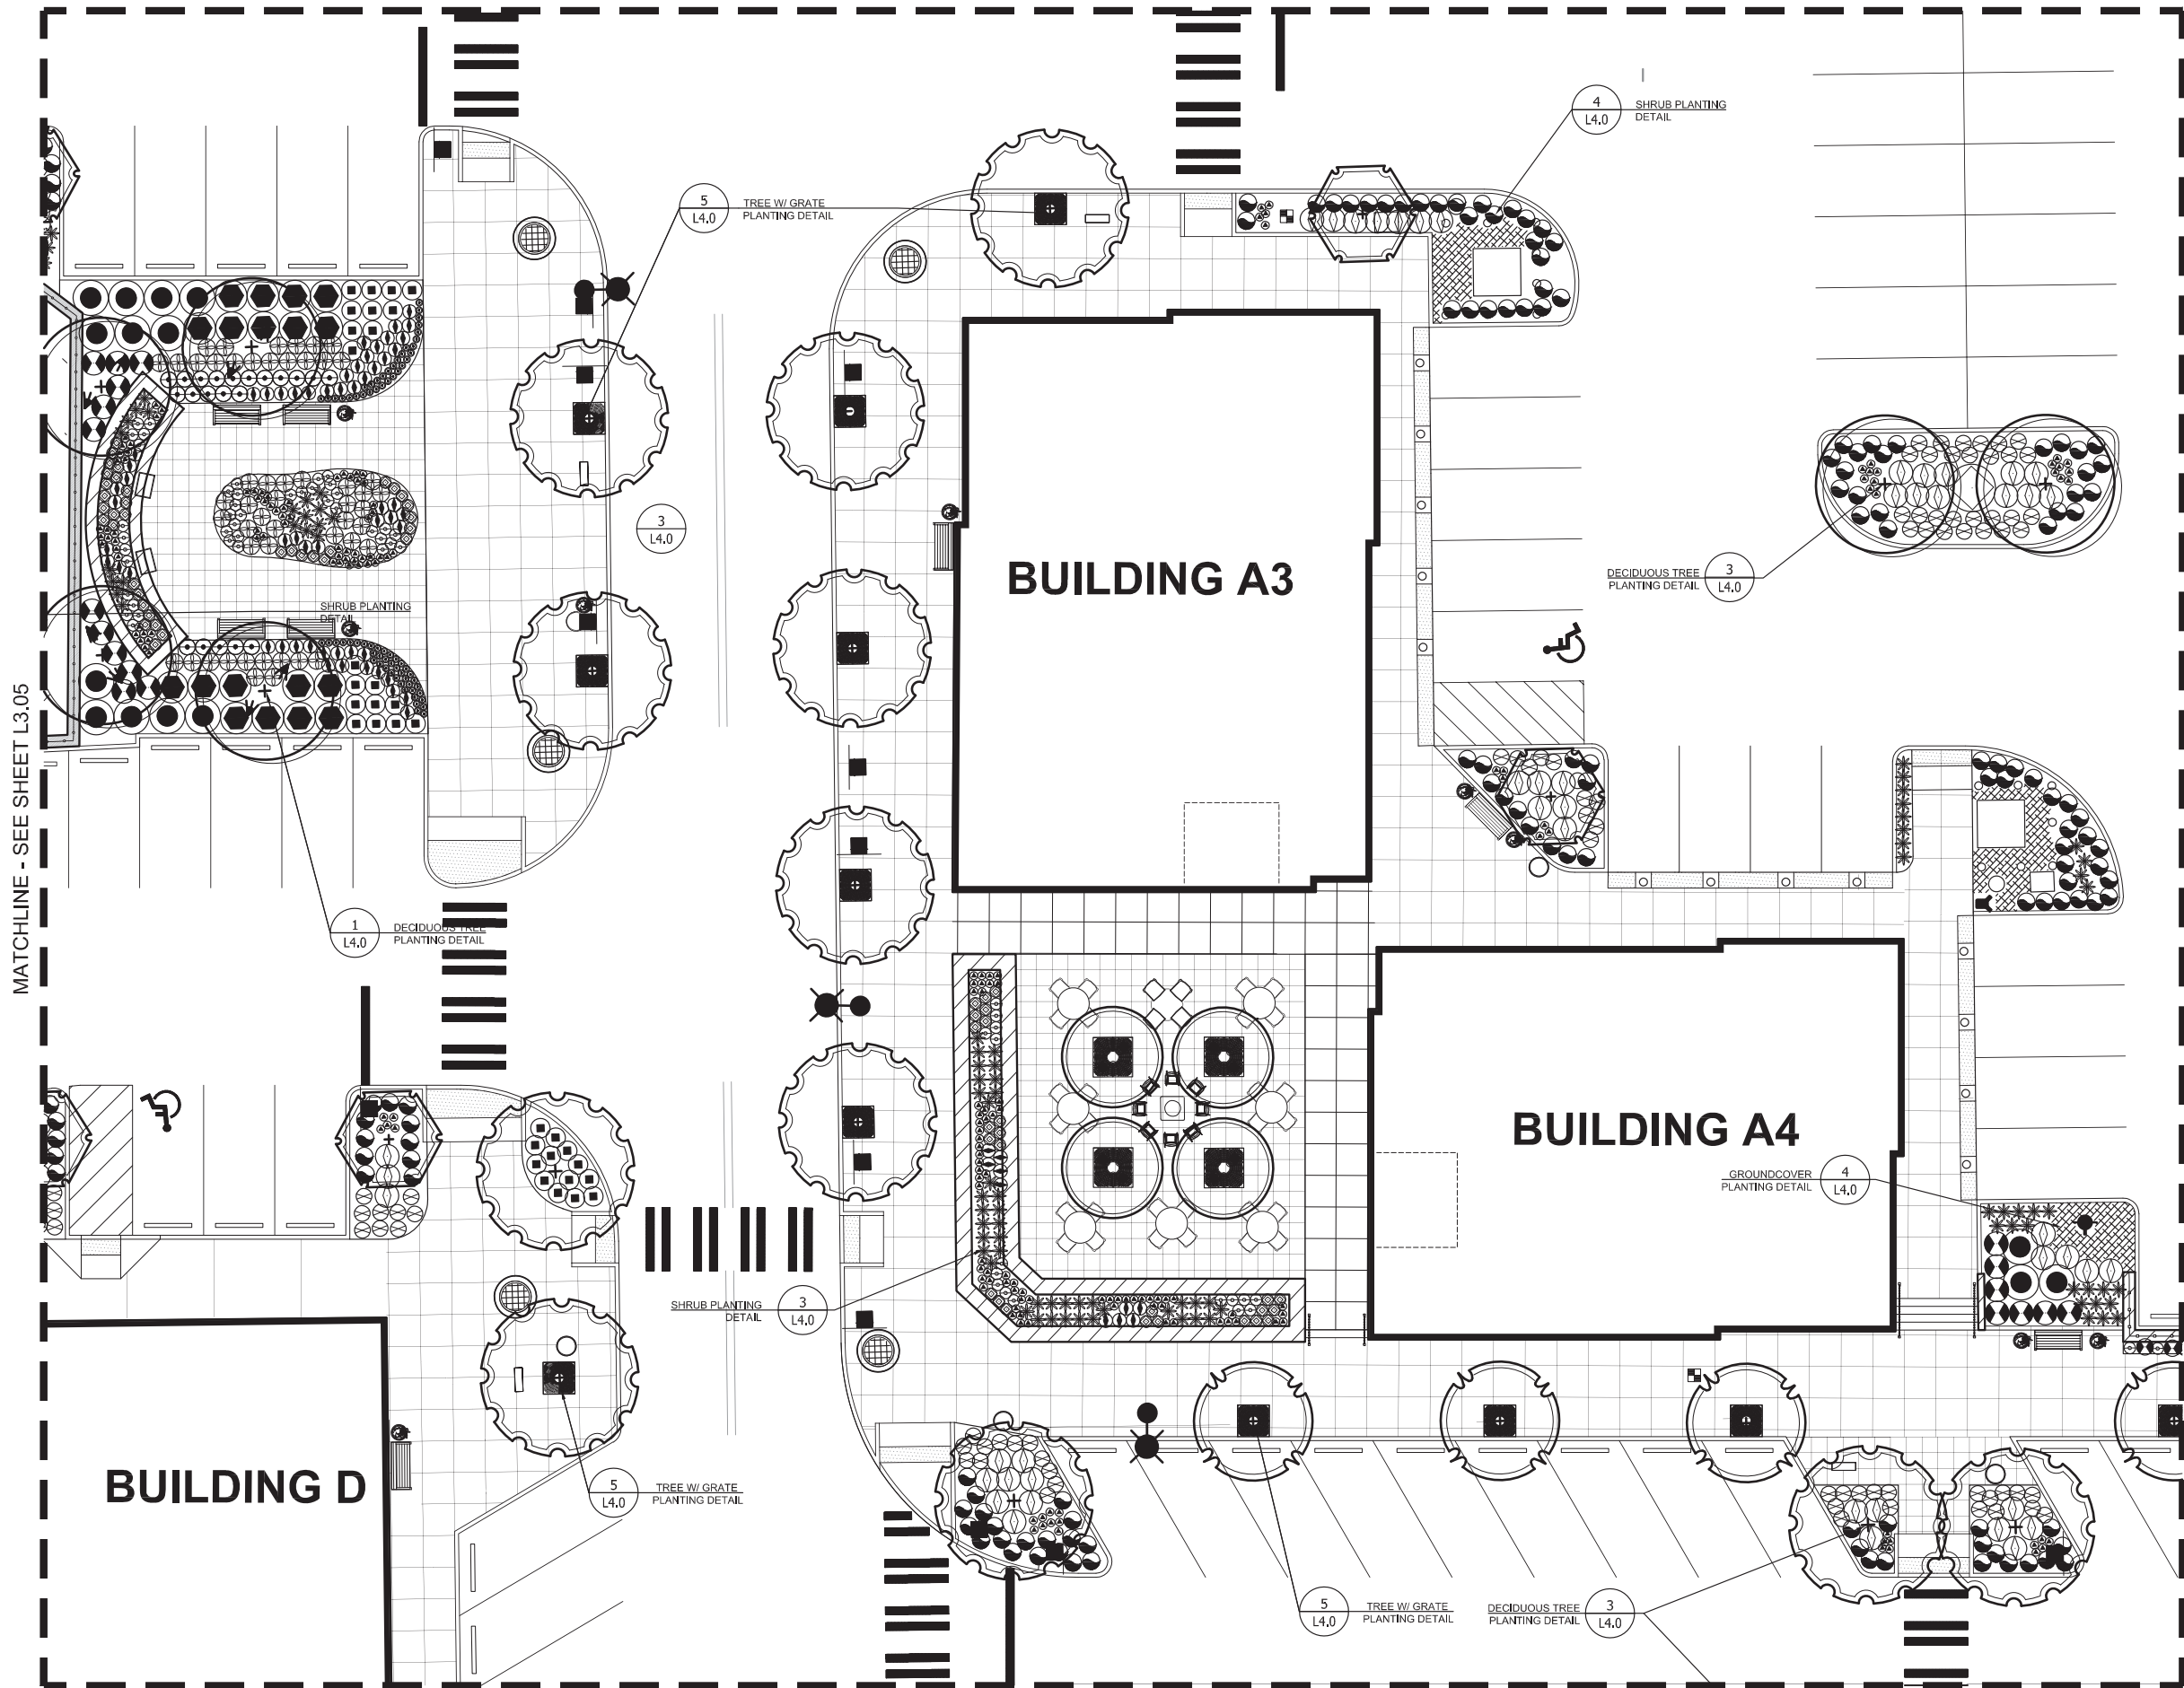 4
L4.0
SHRUB PLANTING
DETAIL
5
L4.0
TREE W/ GRATE
PLANTING DETAIL
3
L4.0
BUILDING A3
DECIDUOUS TREE
PLANTING DETAIL
3
L4.0
SHRUB PLANTING
DETAIL
MATCHLINE - SEE SHEET L3.05
1
L4.0
DECIDUOUS TREE
PLANTING DETAIL
BUILDING A4
GROUNDCOVER
PLANTING DETAIL
4
L4.0
SHRUB PLANTING
DETAIL
3
L4.0
BUILDING D
5
L4.0
TREE W/ GRATE
PLANTING DETAIL
5
L4.0
TREE W/ GRATE
PLANTING DETAIL
DECIDUOUS TREE
PLANTING DETAIL
3
L4.0